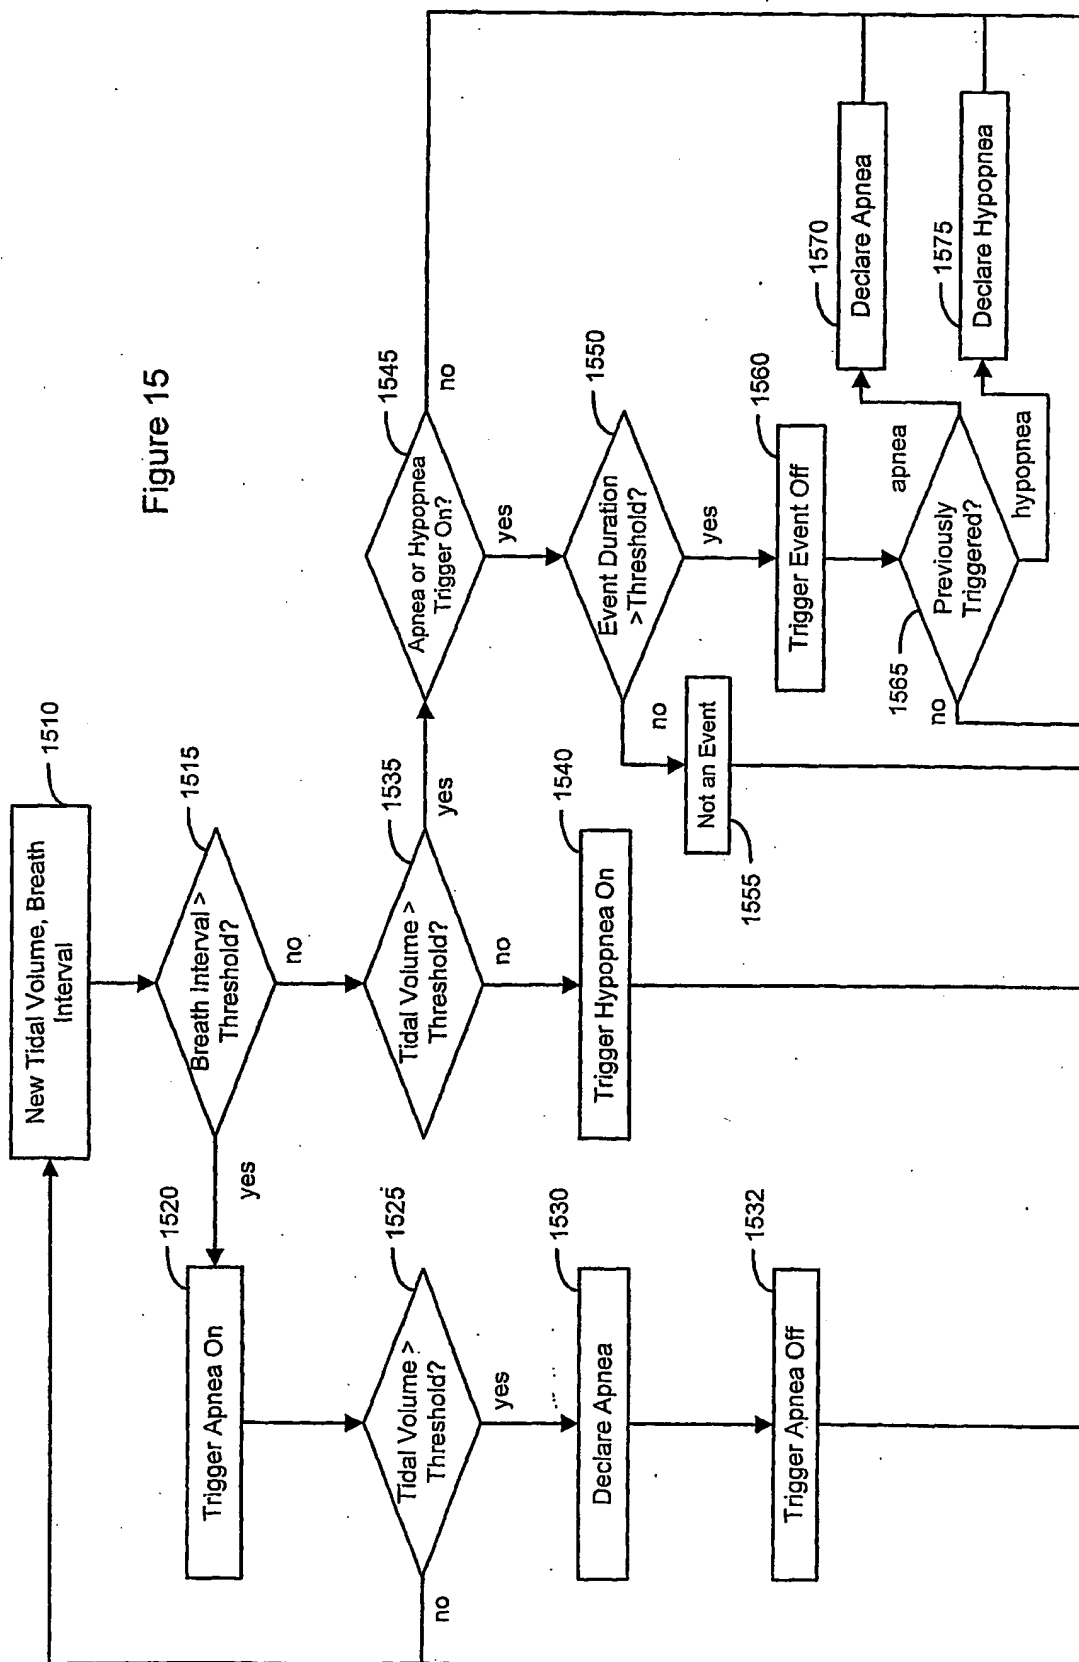 Figure 15
New Tidal Volume, Breath
Interval
1510
Breath Interval >
Threshold?
1515
yes
no
Trigger Apnea On
1520
Tidal Volume >
Threshold?
1525
no
yes
Declare Apnea
1530
Trigger Apnea Off
1532
Tidal Volume >
Threshold?
1535
yes
no
Trigger Hypopnea On
1540
Apnea or Hypopnea
Trigger On?
1545
no
yes
Event Duration
>Threshold?
1550
no
yes
Not an Event
1555
Trigger Event Off
1560
Previously
Triggered?
1565
no
apnea
hypopnea
Declare Apnea
1570
Declare Hypopnea
1575